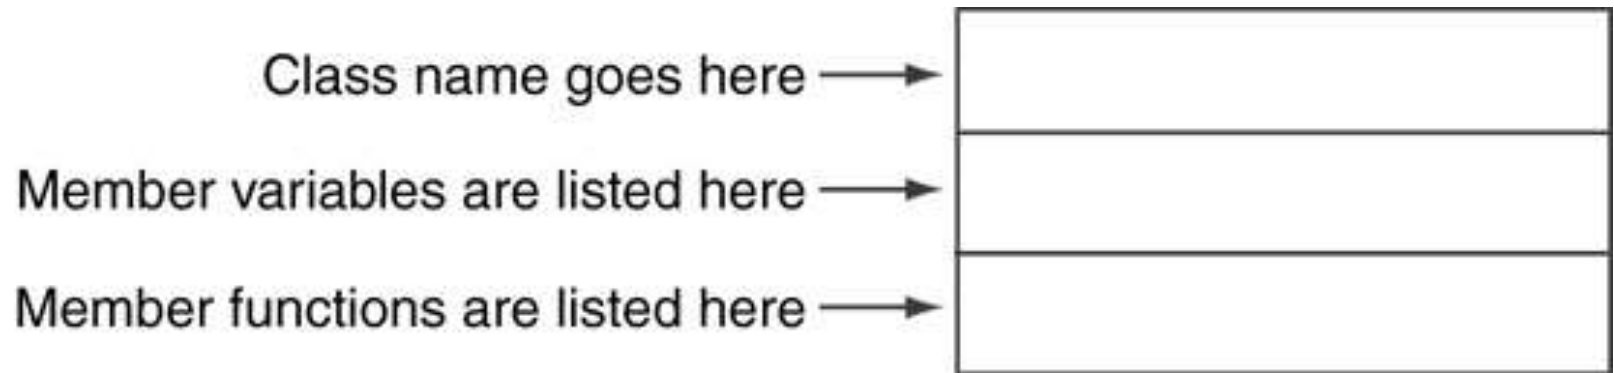 Class name goes here
Member variables are listed here
Member functions are listed here